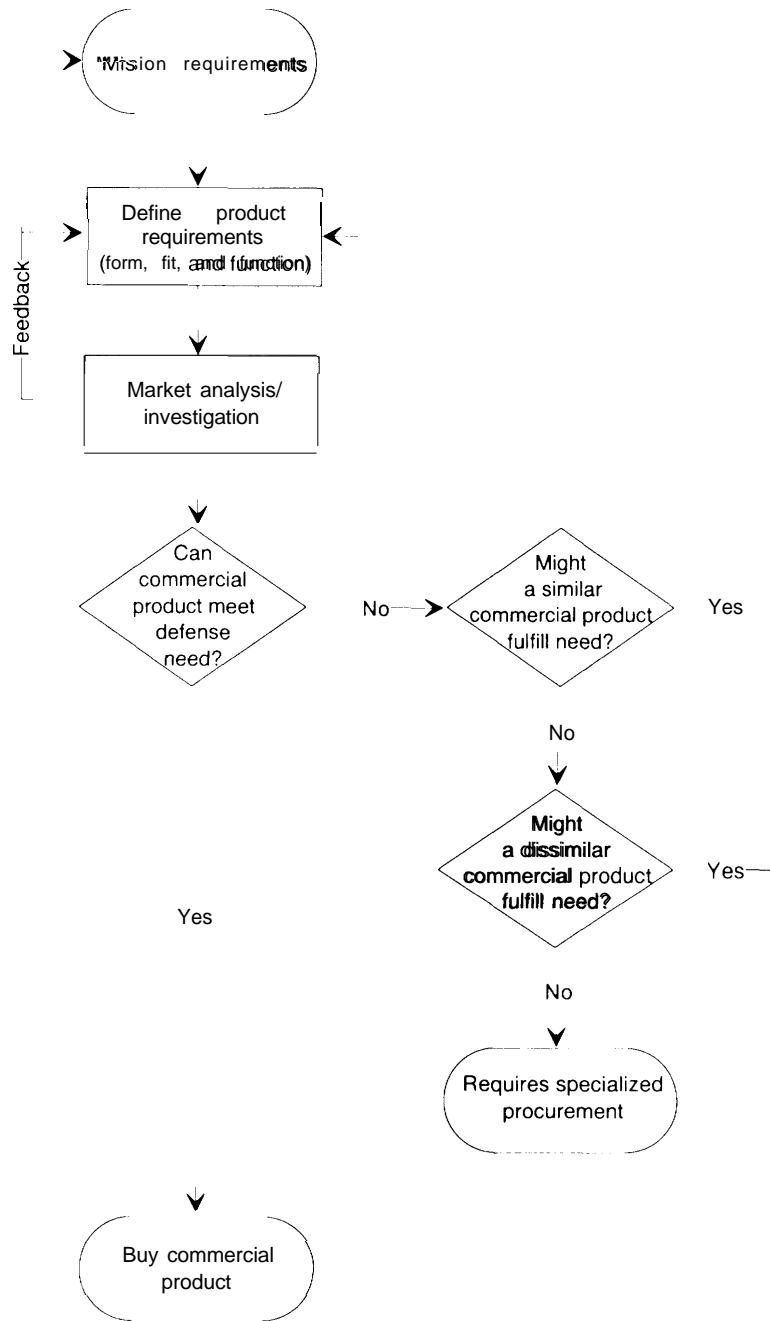 Mission requirements
Define product
requirements
(form, fit, and function)
Feedback
Market analysis/
investigation
Can
commercial
product meet
defense
need?
No
Might
a similar
commercial product
fulfill need?
Yes
No
Might
a dissimilar
commercial product
fulfill need?
Yes
Yes
No
Requires specialized
procurement
Buy commercial
product